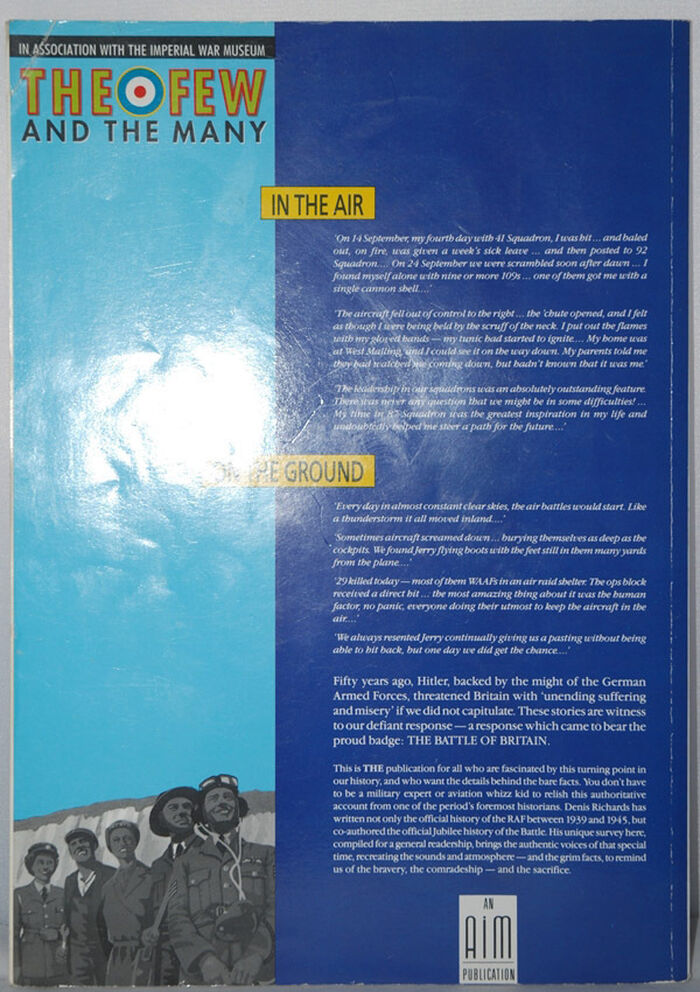 IN ASSOCIATION WITH THE IMPERIAL WAR MUSEUM
THE FEW
AND THE MANY
IN THE AIR
'On 14 September, my fourth day with 41 Squadron, I was hit ... and baled
out, on fire, was given a week's sick leave ... and then posted to 92
Squadron.... On 24 September we were scrambled soon after dawn ... I
found myself alone with nine or more 109s ... one of them got me with a
single cannon shell....'
'The aircraft fell out of control to the right ... the 'chute opened, and I felt
as though I were being held by the scruff of the neck. I put out the flames
with my gloved hands — my tunic had started to ignite.... My home was
at West Malling, and I could see it on the way down. My parents told me
they had watched me coming down, but hadn't known that it was me.'
'The leadership in our squadrons was an absolutely outstanding feature.
There was never any question that we might be in some difficulties! ...
My time in 87 Squadron was the greatest inspiration in my life and
undoubtedly helped me steer a path for the future....'
ON THE GROUND
'Every day in almost constant clear skies, the air battles would start. Like
a thunderstorm it all moved inland....'
'Sometimes aircraft screamed down ... burying themselves as deep as the
cockpits. We found Jerry flying boots with the feet still in them many yards
from the plane....'
'29 killed today — most of them WAAFs in an air raid shelter. The ops block
received a direct hit ... the most amazing thing about it was the human
factor, no panic, everyone doing their utmost to keep the aircraft in the
air....'
'We always resented Jerry continually giving us a pasting without being
able to hit back, but one day we did get the chance....'
Fifty years ago, Hitler, backed by the might of the German
Armed Forces, threatened Britain with 'unending suffering
and misery' if we did not capitulate. These stories are witness
to our defiant response — a response which came to bear the
proud badge: THE BATTLE OF BRITAIN.
This is THE publication for all who are fascinated by this turning point in
our history, and who want the details behind the bare facts. You don't have
to be a military expert or aviation whizz kid to relish this authoritative
account from one of the period's foremost historians. Denis Richards has
written not only the official history of the RAF between 1939 and 1945, but
co-authored the official Jubilee history of the Battle. His unique survey here,
compiled for a general readership, brings the authentic voices of that special
time, recreating the sounds and atmosphere — and the grim facts, to remind
us of the bravery, the comradeship — and the sacrifice.
AN
AIM
PUBLICATION